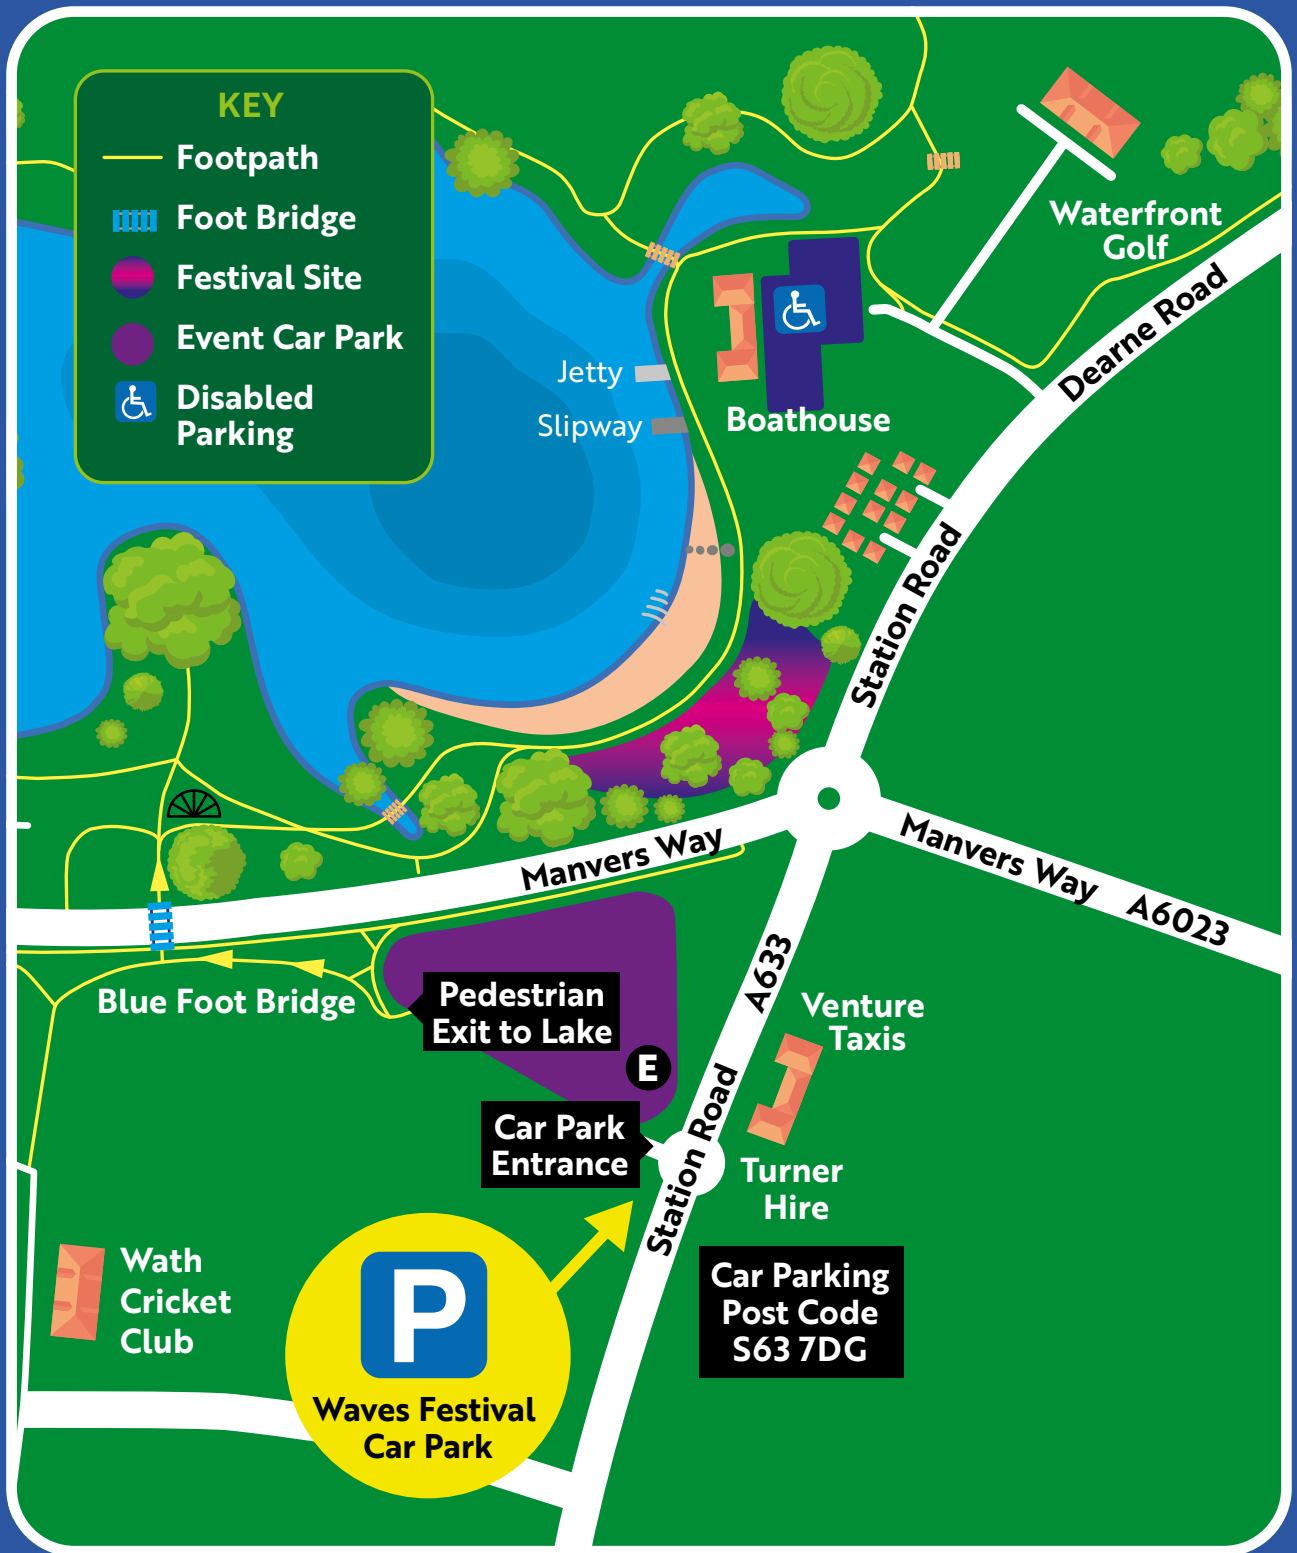 KEY
Footpath
Foot Bridge
Festival Site
Event Car Park
Disabled
Parking
Waterfront
Golf
Dearne Road
Jetty
Slipway
Boathouse
Station Road
Manvers Way
Manvers Way A6023
A633
Blue Foot Bridge
Pedestrian
Exit to Lake
E
Venture
Taxis
Car Park
Entrance
Station Road
Turner
Hire
Wath
Cricket
Club
P
Waves Festival
Car Park
Car Parking
Post Code
S63 7DG